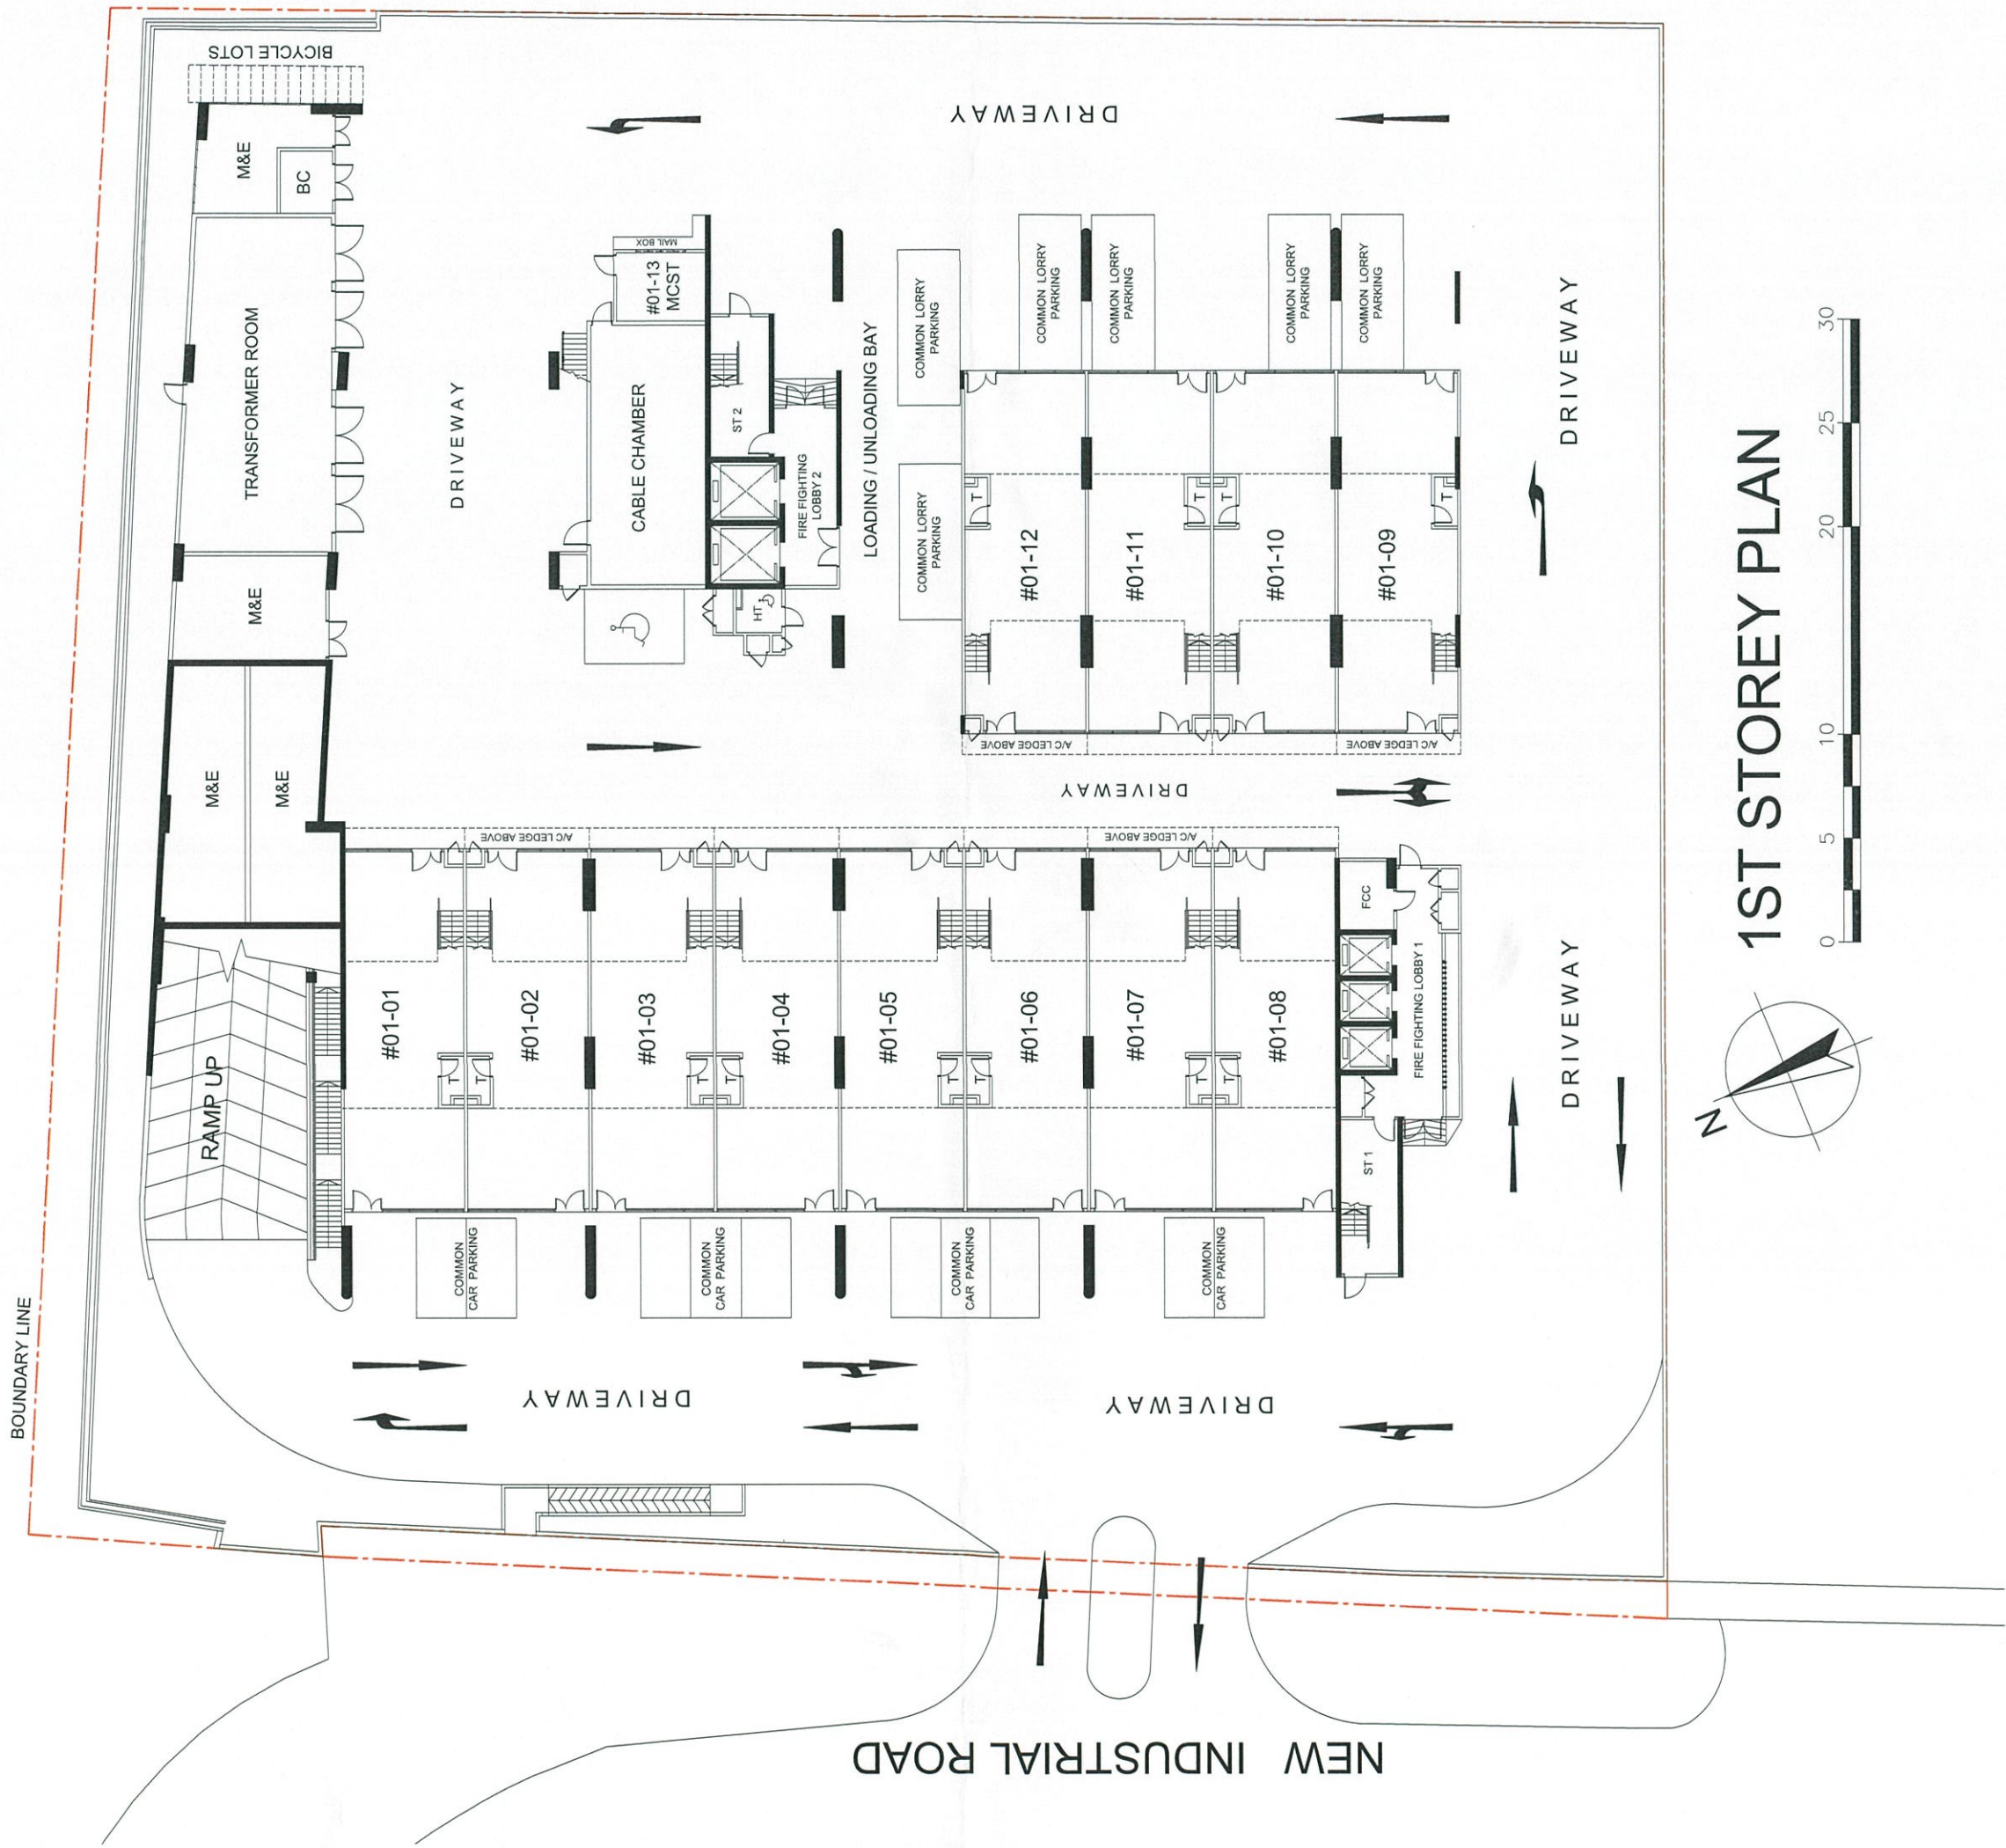 BICYCLE LOTS
M&E
BC
TRANSFORMER ROOM
M&E
M&E
M&E
RAMP UP
BOUNDARY LINE
DRIVEWAY
DRIVEWAY
MAIL BOX
#01-13
MCST
CABLE CHAMBER
ST 2
FIRE FIGHTING
LOBBY 2
HT
LOADING / UNLOADING BAY
COMMON LORRY
PARKING
COMMON LORRY
PARKING
COMMON LORRY
PARKING
COMMON LORRY
PARKING
COMMON LORRY
PARKING
COMMON LORRY
PARKING
T
T
T
T
#01-12
#01-11
#01-10
#01-09
A/C LEDGE ABOVE
A/C LEDGE ABOVE
DRIVEWAY
DRIVEWAY
A/C LEDGE ABOVE
A/C LEDGE ABOVE
#01-01
#01-02
#01-03
#01-04
#01-05
#01-06
#01-07
#01-08
T
T
T
T
T
T
T
T
FCC
FIRE FIGHTING LOBBY 1
ST 1
COMMON
CAR PARKING
COMMON
CAR PARKING
COMMON
CAR PARKING
COMMON
CAR PARKING
DRIVEWAY
DRIVEWAY
DRIVEWAY
NEW INDUSTRIAL ROAD
1ST STOREY PLAN
0
5
10
20
25
30
N